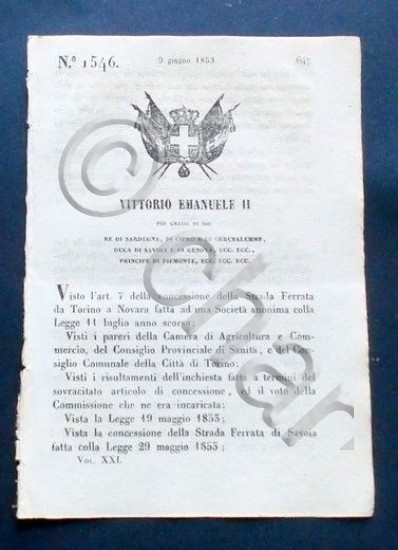 N.° 1546.
9 giugno 1853
647
VITTORIO EMANUELE II
PER GRAZIA DI DIO
RE DI SARDEGNA, DI CIPRO E DI GERUSALEMME,
DUCA DI SAVOIA E DI GENOVA, ECC. ECC.,
PRINCIPE DI PIEMONTE, ECC. ECC. ECC.
Visto l'art. 7 della concessione della Strada Ferrata
da Torino a Novara fatta ad una Società anonima colla
Legge 11 luglio anno scorso;
Visti i pareri della Camera di Agricoltura e Com-
mercio, del Consiglio Provinciale di Sanità, e del Con-
siglio Comunale della Città di Torino;
Visti i risultamenti dell'inchiesta fatta a termini del
sovracitato articolo di concessione, ed il voto della
Commissione che ne era incaricata;
Vista la Legge 19 maggio 1853;
Vista la concessione della Strada Ferrata di Savoia
fatta colla Legge 29 maggio 1853;
Vol. XXI.